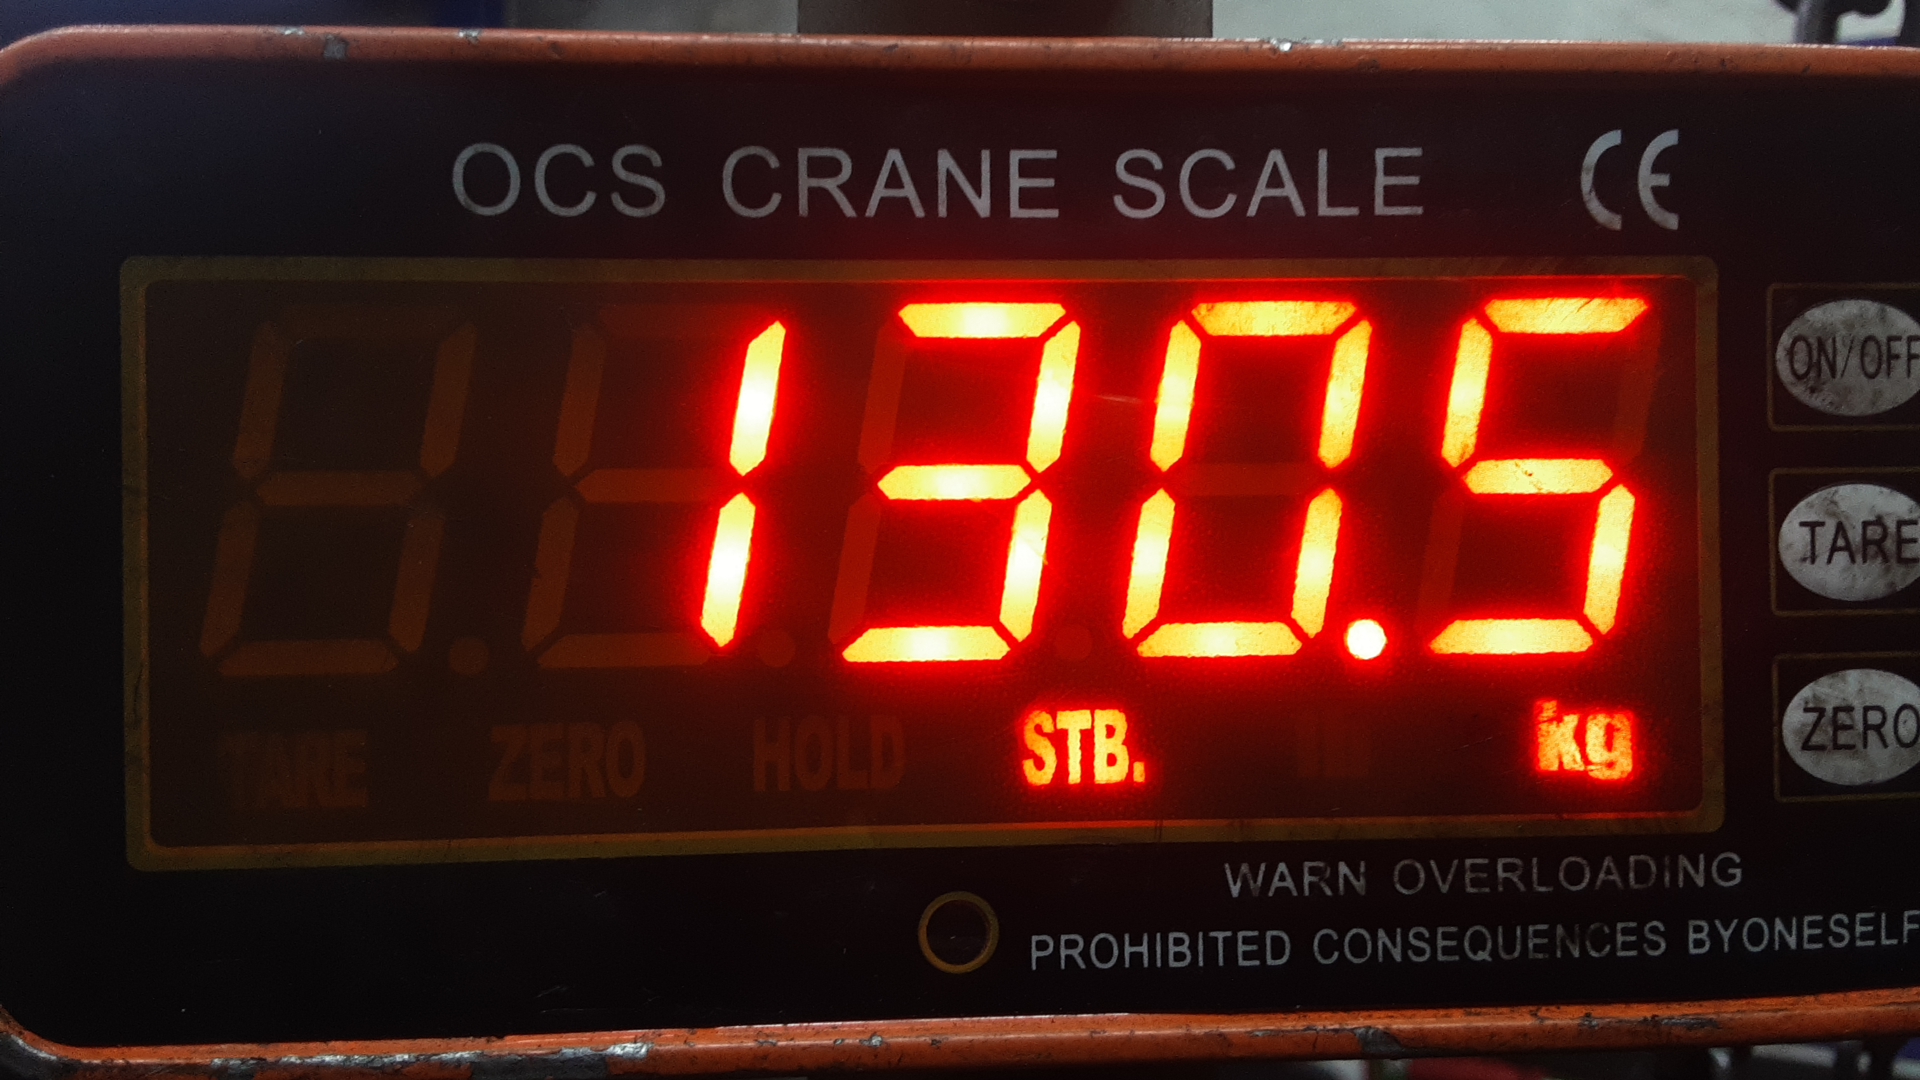 OCS CRANE SCALE CE
130.5
ON/OFF
TARE
ZERO
TARE ZERO HOLD STB. kg
WARN OVERLOADING
PROHIBITED CONSEQUENCES BYONESELF